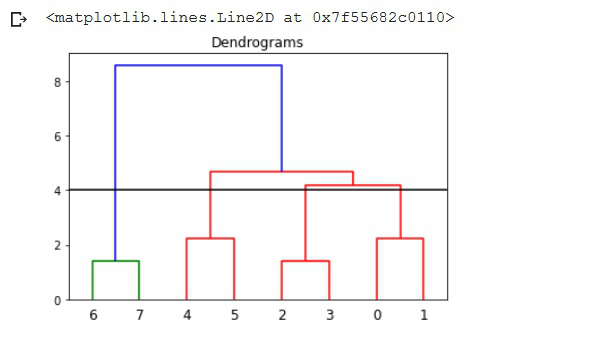 <matplotlib.lines.Line2D at 0x7f55682c0110>
Dendrograms
8
6
4
2
0
6 7 4 5 2 3 0 1